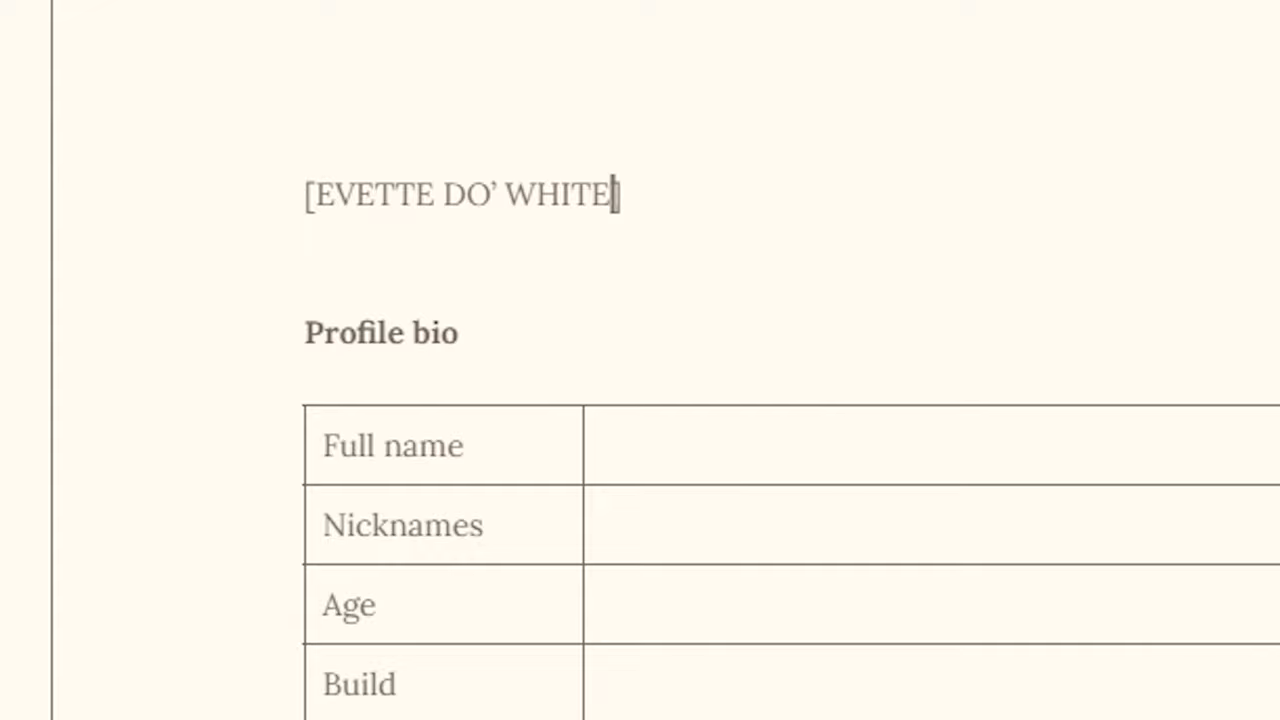 [EVETTE DO’ WHITE]
Profile bio
Full name
Nicknames
Age
Build